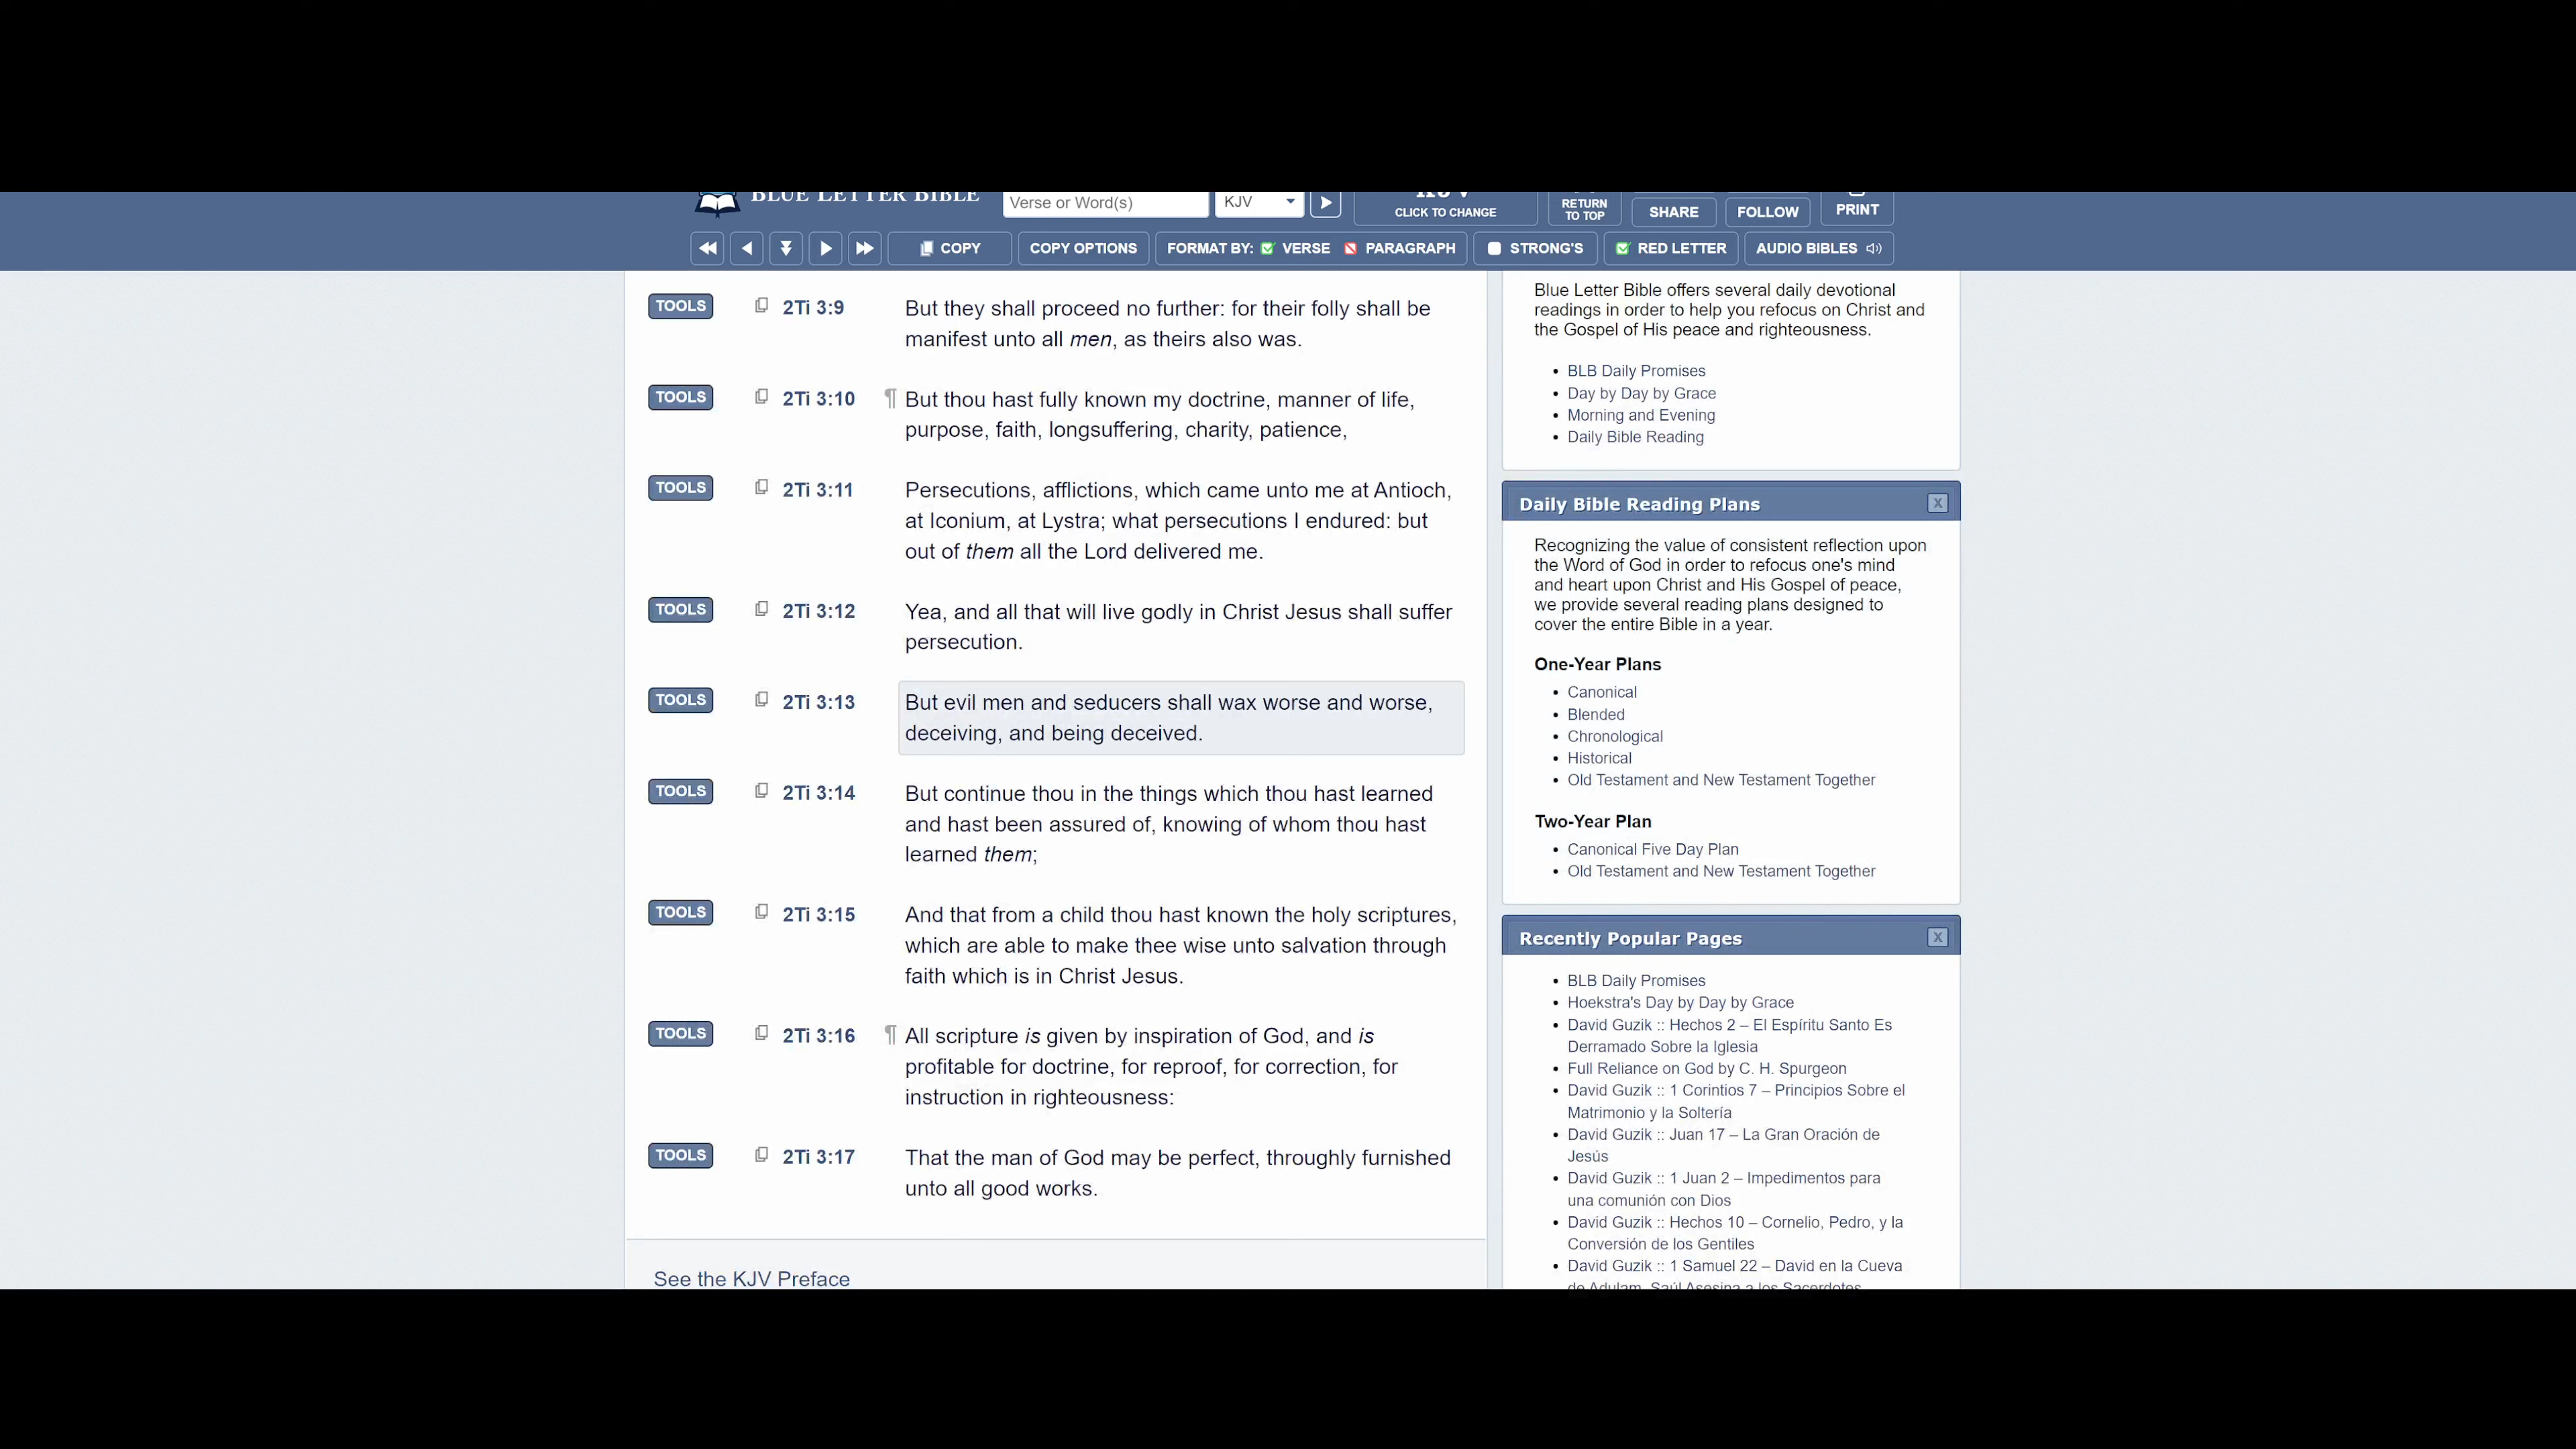 BLUE LETTER BIBLE
Verse or Word(s)
KJV
KJV
CLICK TO CHANGE
RETURN
TO TOP
SHARE
FOLLOW
PRINT
COPY
COPY OPTIONS
FORMAT BY: VERSE PARAGRAPH
STRONG'S
RED LETTER
AUDIO BIBLES
TOOLS 2Ti 3:9 But they shall proceed no further: for their folly shall be
manifest unto all men, as theirs also was.
TOOLS 2Ti 3:10 ¶ But thou hast fully known my doctrine, manner of life,
purpose, faith, longsuffering, charity, patience,
TOOLS 2Ti 3:11 Persecutions, afflictions, which came unto me at Antioch,
at Iconium, at Lystra; what persecutions I endured: but
out of them all the Lord delivered me.
TOOLS 2Ti 3:12 Yea, and all that will live godly in Christ Jesus shall suffer
persecution.
TOOLS 2Ti 3:13 But evil men and seducers shall wax worse and worse,
deceiving, and being deceived.
TOOLS 2Ti 3:14 But continue thou in the things which thou hast learned
and hast been assured of, knowing of whom thou hast
learned them;
TOOLS 2Ti 3:15 And that from a child thou hast known the holy scriptures,
which are able to make thee wise unto salvation through
faith which is in Christ Jesus.
TOOLS 2Ti 3:16 ¶ All scripture is given by inspiration of God, and is
profitable for doctrine, for reproof, for correction, for
instruction in righteousness:
TOOLS 2Ti 3:17 That the man of God may be perfect, throughly furnished
unto all good works.
See the KJV Preface
Blue Letter Bible offers several daily devotional
readings in order to help you refocus on Christ and
the Gospel of His peace and righteousness.
• BLB Daily Promises
• Day by Day by Grace
• Morning and Evening
• Daily Bible Reading
Daily Bible Reading Plans X
Recognizing the value of consistent reflection upon
the Word of God in order to refocus one's mind
and heart upon Christ and His Gospel of peace,
we provide several reading plans designed to
cover the entire Bible in a year.
One-Year Plans
• Canonical
• Blended
• Chronological
• Historical
• Old Testament and New Testament Together
Two-Year Plan
• Canonical Five Day Plan
• Old Testament and New Testament Together
Recently Popular Pages X
• BLB Daily Promises
• Hoekstra's Day by Day by Grace
• David Guzik :: Hechos 2 – El Espíritu Santo Es
Derramado Sobre la Iglesia
• Full Reliance on God by C. H. Spurgeon
• David Guzik :: 1 Corintios 7 – Principios Sobre el
Matrimonio y la Soltería
• David Guzik :: Juan 17 – La Gran Oración de
Jesús
• David Guzik :: 1 Juan 2 – Impedimentos para
una comunión con Dios
• David Guzik :: Hechos 10 – Cornelio, Pedro, y la
Conversión de los Gentiles
• David Guzik :: 1 Samuel 22 – David en la Cueva
de Adulam, Saúl Asesina a los Sacerdotes